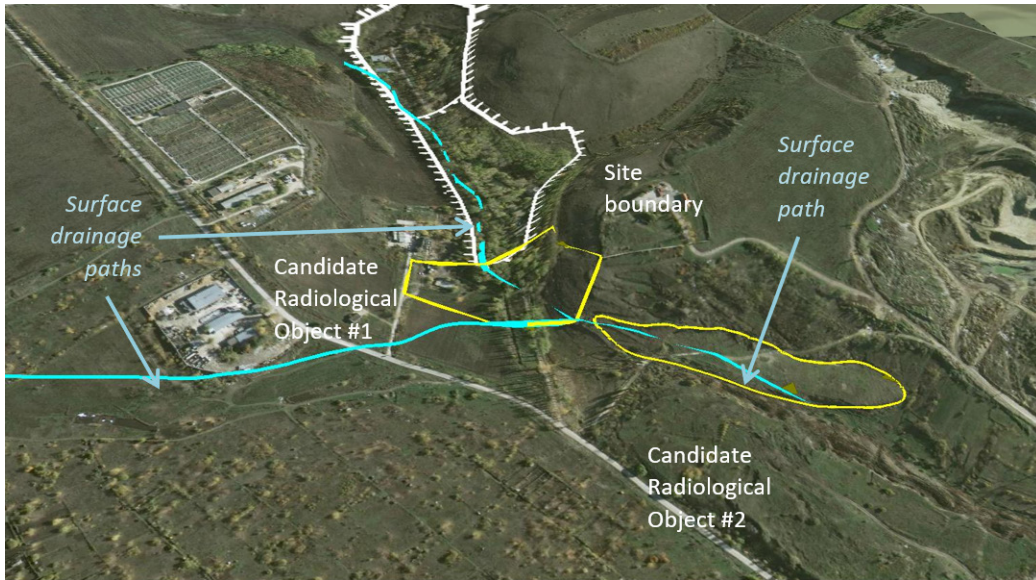 Surface
drainage
paths
Candidate
Radiological
Object #1
Site
boundary
Surface
drainage
path
Candidate
Radiological
Object #2